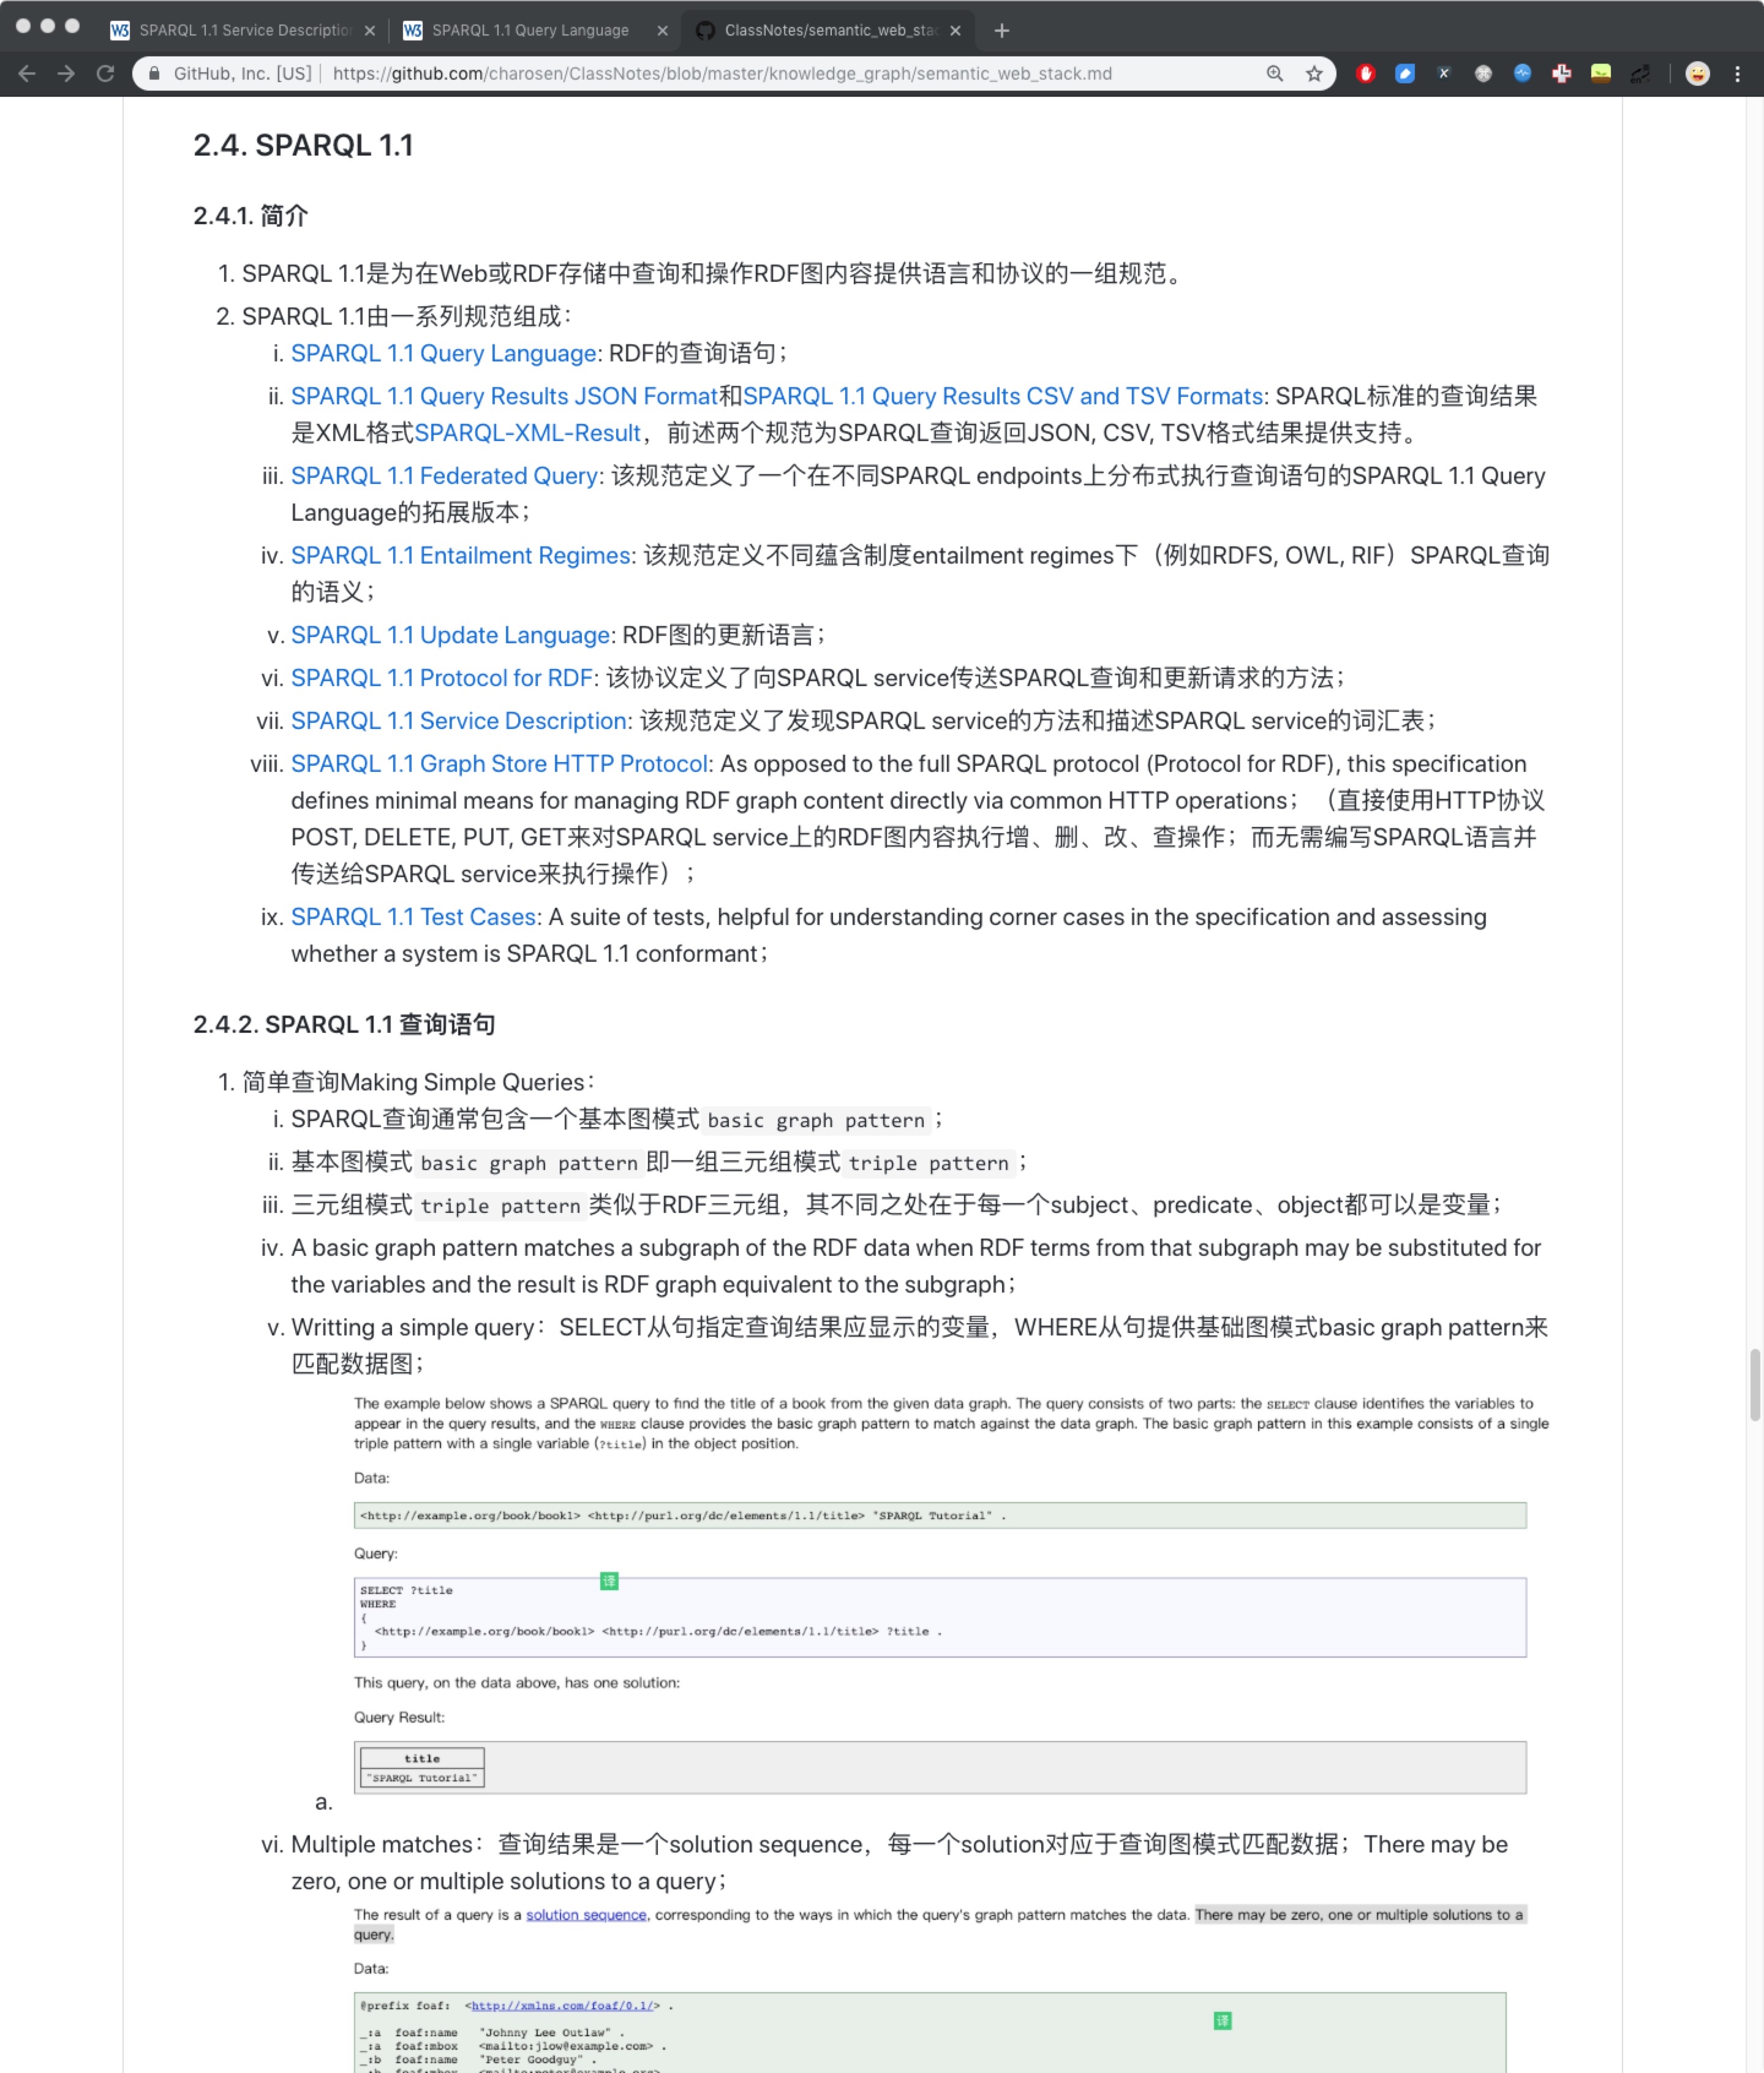 SPARQL 1.1 Service Description
SPARQL 1.1 Query Language
ClassNotes/semantic_web_sta
GitHub, Inc. [US] https://github.com/charosen/ClassNotes/blob/master/knowledge_graph/semantic_web_stack.md
2.4. SPARQL 1.1
2.4.1. 简介
1. SPARQL 1.1是为在Web或RDF存储中查询和操作RDF图内容提供语言和协议的一组规范。
2. SPARQL 1.1由一系列规范组成：
i. SPARQL 1.1 Query Language: RDF的查询语句；
ii. SPARQL 1.1 Query Results JSON Format和SPARQL 1.1 Query Results CSV and TSV Formats: SPARQL标准的查询结果
是XML格式SPARQL-XML-Result，前述两个规范为SPARQL查询返回JSON, CSV, TSV格式结果提供支持。
iii. SPARQL 1.1 Federated Query: 该规范定义了一个在不同SPARQL endpoints上分布式执行查询语句的SPARQL 1.1 Query
Language的拓展版本；
iv. SPARQL 1.1 Entailment Regimes: 该规范定义不同蕴含制度entailment regimes下（例如RDFS, OWL, RIF）SPARQL查询
的语义；
v. SPARQL 1.1 Update Language: RDF图的更新语言；
vi. SPARQL 1.1 Protocol for RDF: 该协议定义了向SPARQL service传送SPARQL查询和更新请求的方法；
vii. SPARQL 1.1 Service Description: 该规范定义了发现SPARQL service的方法和描述SPARQL service的词汇表；
viii. SPARQL 1.1 Graph Store HTTP Protocol: As opposed to the full SPARQL protocol (Protocol for RDF), this specification
defines minimal means for managing RDF graph content directly via common HTTP operations；（直接使用HTTP协议
POST, DELETE, PUT, GET来对SPARQL service上的RDF图内容执行增、删、改、查操作；而无需编写SPARQL语言并
传送给SPARQL service来执行操作）；
ix. SPARQL 1.1 Test Cases: A suite of tests, helpful for understanding corner cases in the specification and assessing
whether a system is SPARQL 1.1 conformant；
2.4.2. SPARQL 1.1 查询语句
1. 简单查询Making Simple Queries：
i. SPARQL查询通常包含一个基本图模式 basic graph pattern ；
ii. 基本图模式 basic graph pattern 即一组三元组模式 triple pattern ；
iii. 三元组模式 triple pattern 类似于RDF三元组，其不同之处在于每一个subject、predicate、object都可以是变量；
iv. A basic graph pattern matches a subgraph of the RDF data when RDF terms from that subgraph may be substituted for
the variables and the result is RDF graph equivalent to the subgraph；
v. Writting a simple query：SELECT从句指定查询结果应显示的变量，WHERE从句提供基础图模式basic graph pattern来
匹配数据图；
The example below shows a SPARQL query to find the title of a book from the given data graph. The query consists of two parts: the SELECT clause identifies the variables to
appear in the query results, and the WHERE clause provides the basic graph pattern to match against the data graph. The basic graph pattern in this example consists of a single
triple pattern with a single variable (?title) in the object position.
Data:
<http://example.org/book/book1> <http://purl.org/dc/elements/1.1/title> "SPARQL Tutorial" .
Query:
译
SELECT ?title
WHERE
{
<http://example.org/book/book1> <http://purl.org/dc/elements/1.1/title> ?title .
}
This query, on the data above, has one solution:
Query Result:
title
"SPARQL Tutorial"
a.
vi. Multiple matches：查询结果是一个solution sequence，每一个solution对应于查询图模式匹配数据；There may be
zero, one or multiple solutions to a query；
The result of a query is a solution sequence, corresponding to the ways in which the query's graph pattern matches the data. There may be zero, one or multiple solutions to a
query.
Data:
@prefix foaf: <http://xmlns.com/foaf/0.1/> .
译
_:a foaf:name "Johnny Lee Outlaw" .
_:a foaf:mbox <mailto:jlow@example.com> .
_:b foaf:name "Peter Goodguy" .